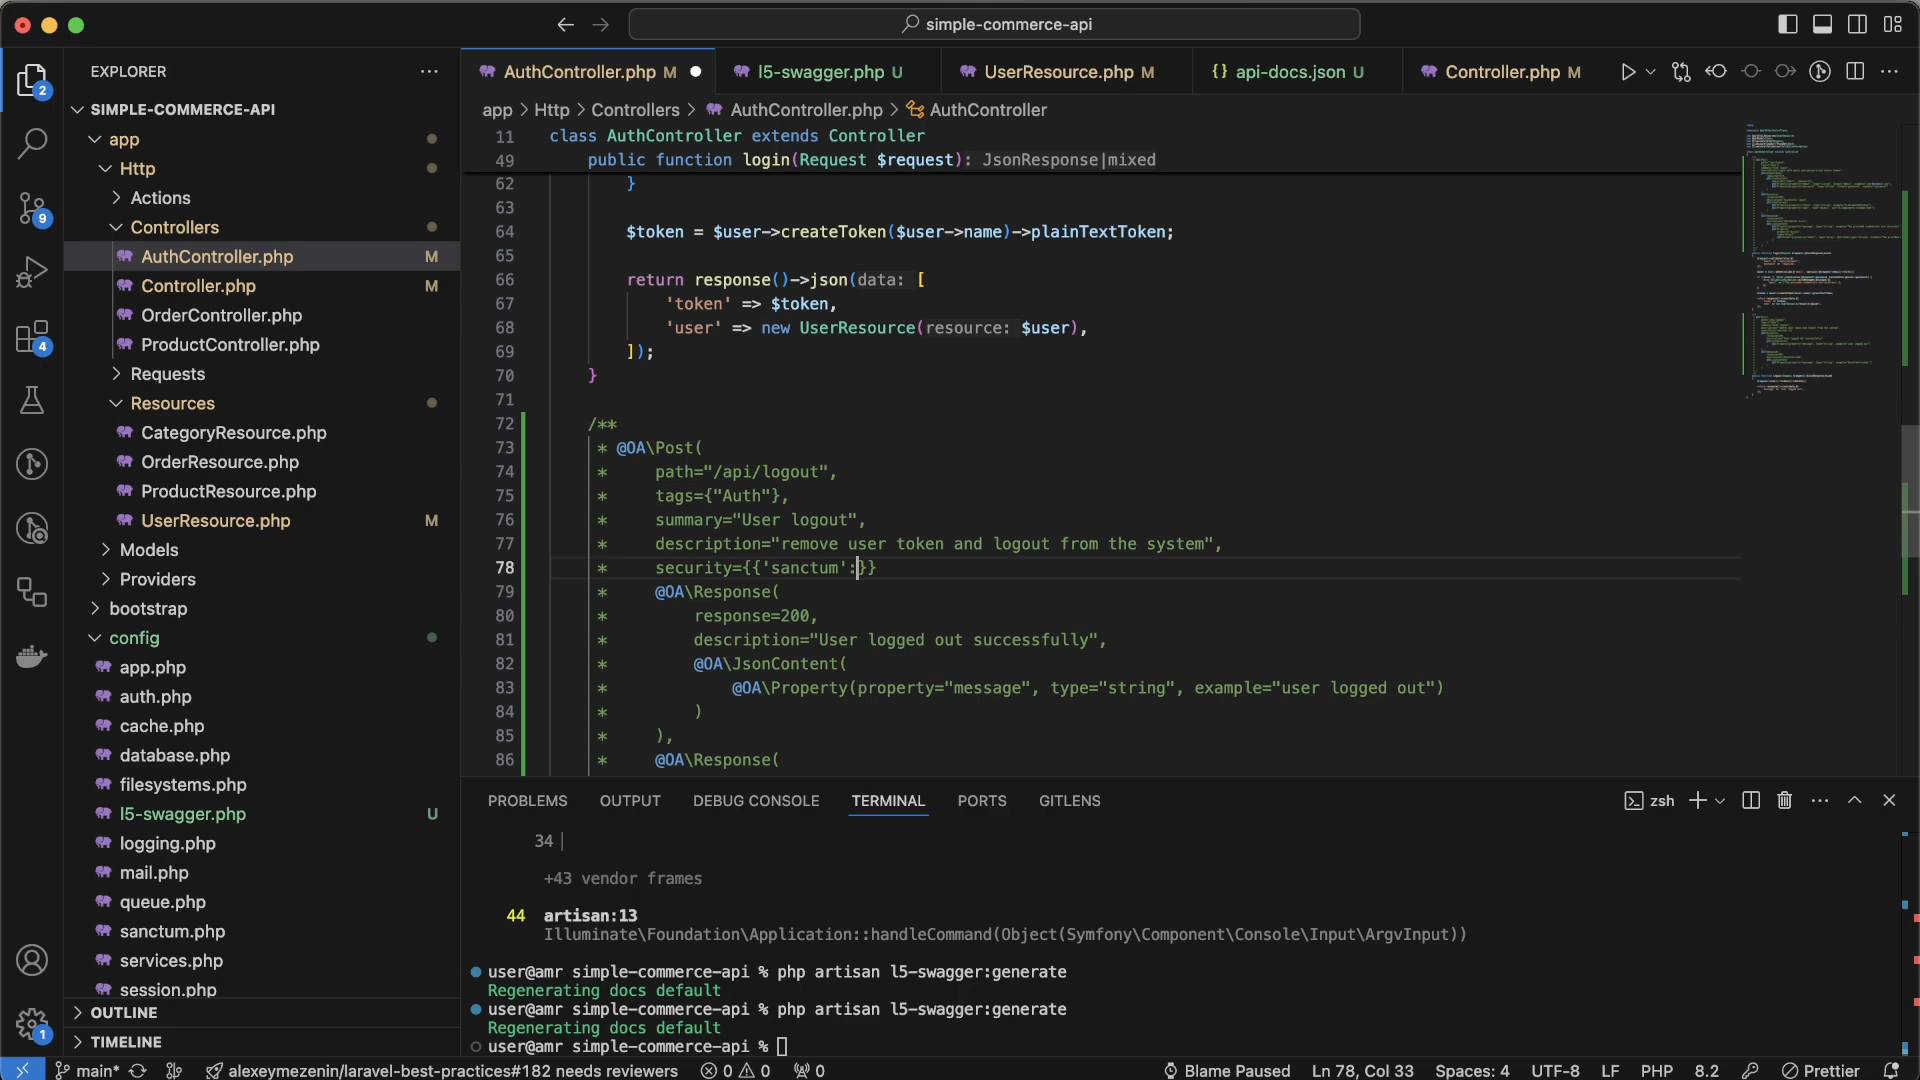 simple-commerce-api
EXPLORER
SIMPLE-COMMERCE-API
app
Http
Actions
Controllers
AuthController.php M
Controller.php M
OrderController.php
ProductController.php
Requests
Resources
CategoryResource.php
OrderResource.php
ProductResource.php
UserResource.php M
Models
Providers
bootstrap
config
app.php
auth.php
cache.php
database.php
filesystems.php
l5-swagger.php U
logging.php
mail.php
queue.php
sanctum.php
services.php
session.php
OUTLINE
TIMELINE
2
9
4
1
AuthController.php M
l5-swagger.php U
UserResource.php M
{} api-docs.json U
Controller.php M
app > Http > Controllers > AuthController.php > AuthController
11 class AuthController extends Controller
49 public function login(Request $request): JsonResponse|mixed
62 }
63
64 $token = $user->createToken($user->name)->plainTextToken;
65
66 return response()->json(data: [
67 'token' => $token,
68 'user' => new UserResource(resource: $user),
69 ]);
70 }
71
72 /**
73 * @OA\Post(
74 * path="/api/logout",
75 * tags={"Auth"},
76 * summary="User logout",
77 * description="remove user token and logout from the system",
78 * security={{'sanctum':}}
79 * @OA\Response(
80 * response=200,
81 * description="User logged out successfully",
82 * @OA\JsonContent(
83 * @OA\Property(property="message", type="string", example="user logged out")
84 * )
85 * ),
86 * @OA\Response(
PROBLEMS OUTPUT DEBUG CONSOLE TERMINAL PORTS GITLENS
zsh
34 |
+43 vendor frames
44 artisan:13
Illuminate\Foundation\Application::handleCommand(Object(Symfony\Component\Console\Input\ArgvInput))
user@amr simple-commerce-api % php artisan l5-swagger:generate
Regenerating docs default
user@amr simple-commerce-api % php artisan l5-swagger:generate
Regenerating docs default
user@amr simple-commerce-api %
main* alexeymezenin/laravel-best-practices#182 needs reviewers 0 0 0 Blame Paused Ln 78, Col 33 Spaces: 4 UTF-8 LF PHP 8.2 Prettier